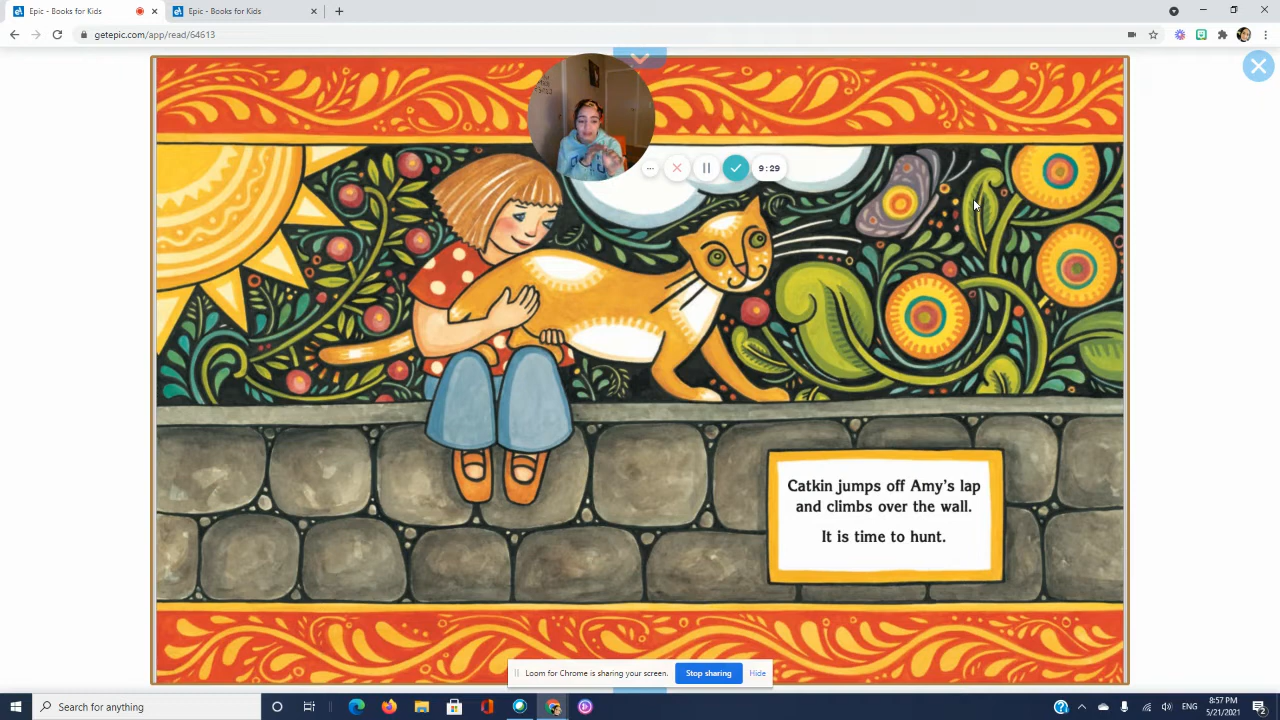 Epic - Books for Kids
Epic - Books for Kids
getepic.com/app/read/64613
9:29
Catkin jumps off Amy's lap
and climbs over the wall.
It is time to hunt.
Loom for Chrome is sharing your screen.
Stop sharing
Hide
Search for anything
ENG
8:57 PM
5/21/2021
2